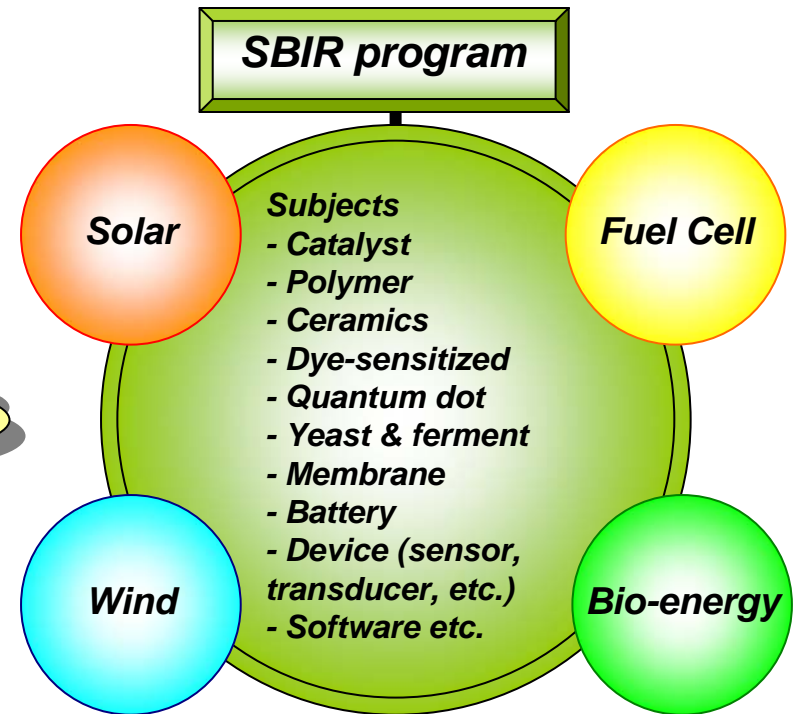 SBIR program
Solar
Fuel Cell
Subjects
- Catalyst
- Polymer
- Ceramics
- Dye-sensitized
- Quantum dot
- Yeast & ferment
- Membrane
- Battery
- Device (sensor,
transducer, etc.)
- Software etc.
Wind
Bio-energy